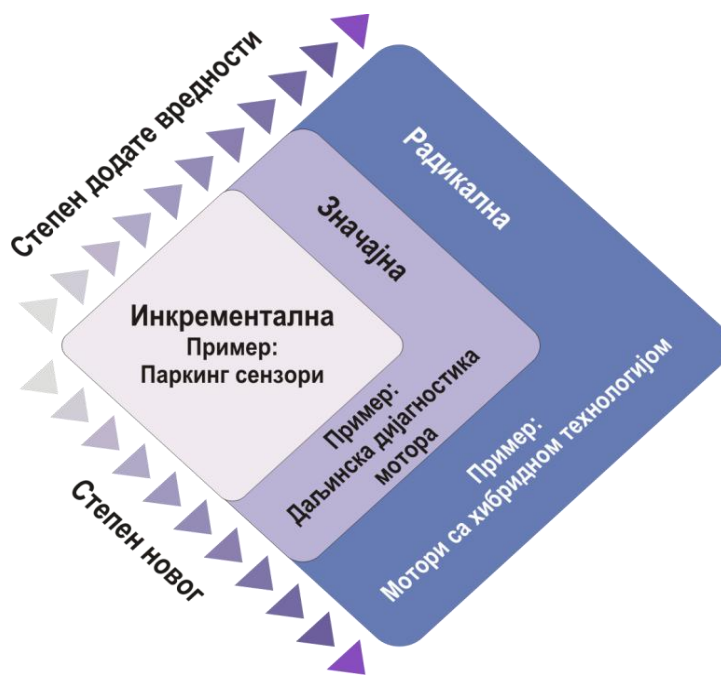 Степен додате вредности
Радикална
Значајна
Инкрементална
Пример:
Паркинг сензори
Пример:
Даљинска дијагностика
мотора
Пример:
Мотори са хибридном технологијом
Степен новог